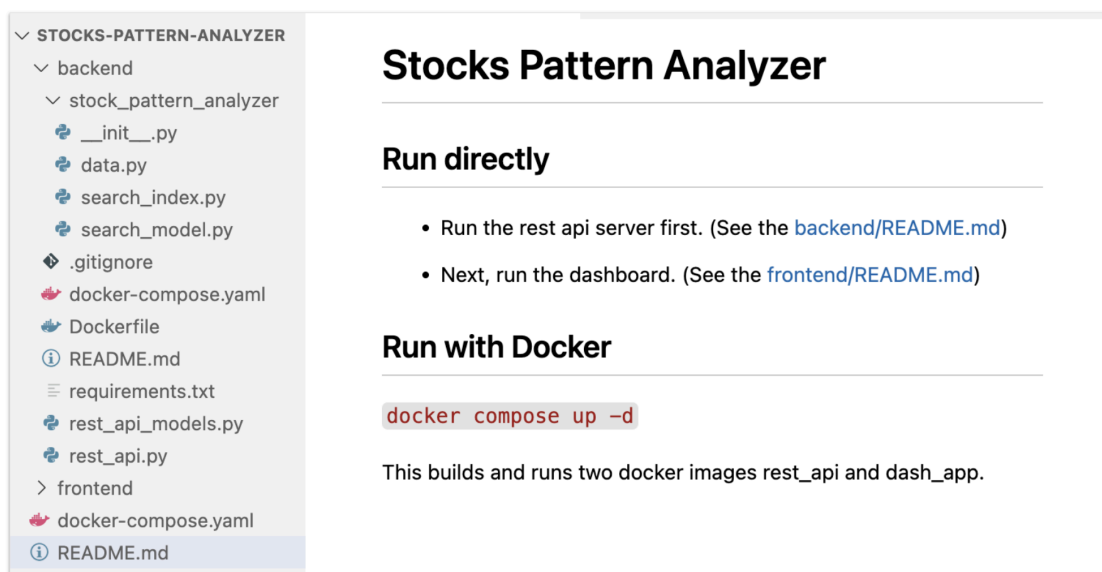 STOCKS-PATTERN-ANALYZER
backend
stock_pattern_analyzer
__init__.py
data.py
search_index.py
search_model.py
.gitignore
docker-compose.yaml
Dockerfile
README.md
requirements.txt
rest_api_models.py
rest_api.py
frontend
docker-compose.yaml
README.md
Stocks Pattern Analyzer
Run directly
• Run the rest api server first. (See the backend/README.md)
• Next, run the dashboard. (See the frontend/README.md)
Run with Docker
docker compose up -d
This builds and runs two docker images rest_api and dash_app.